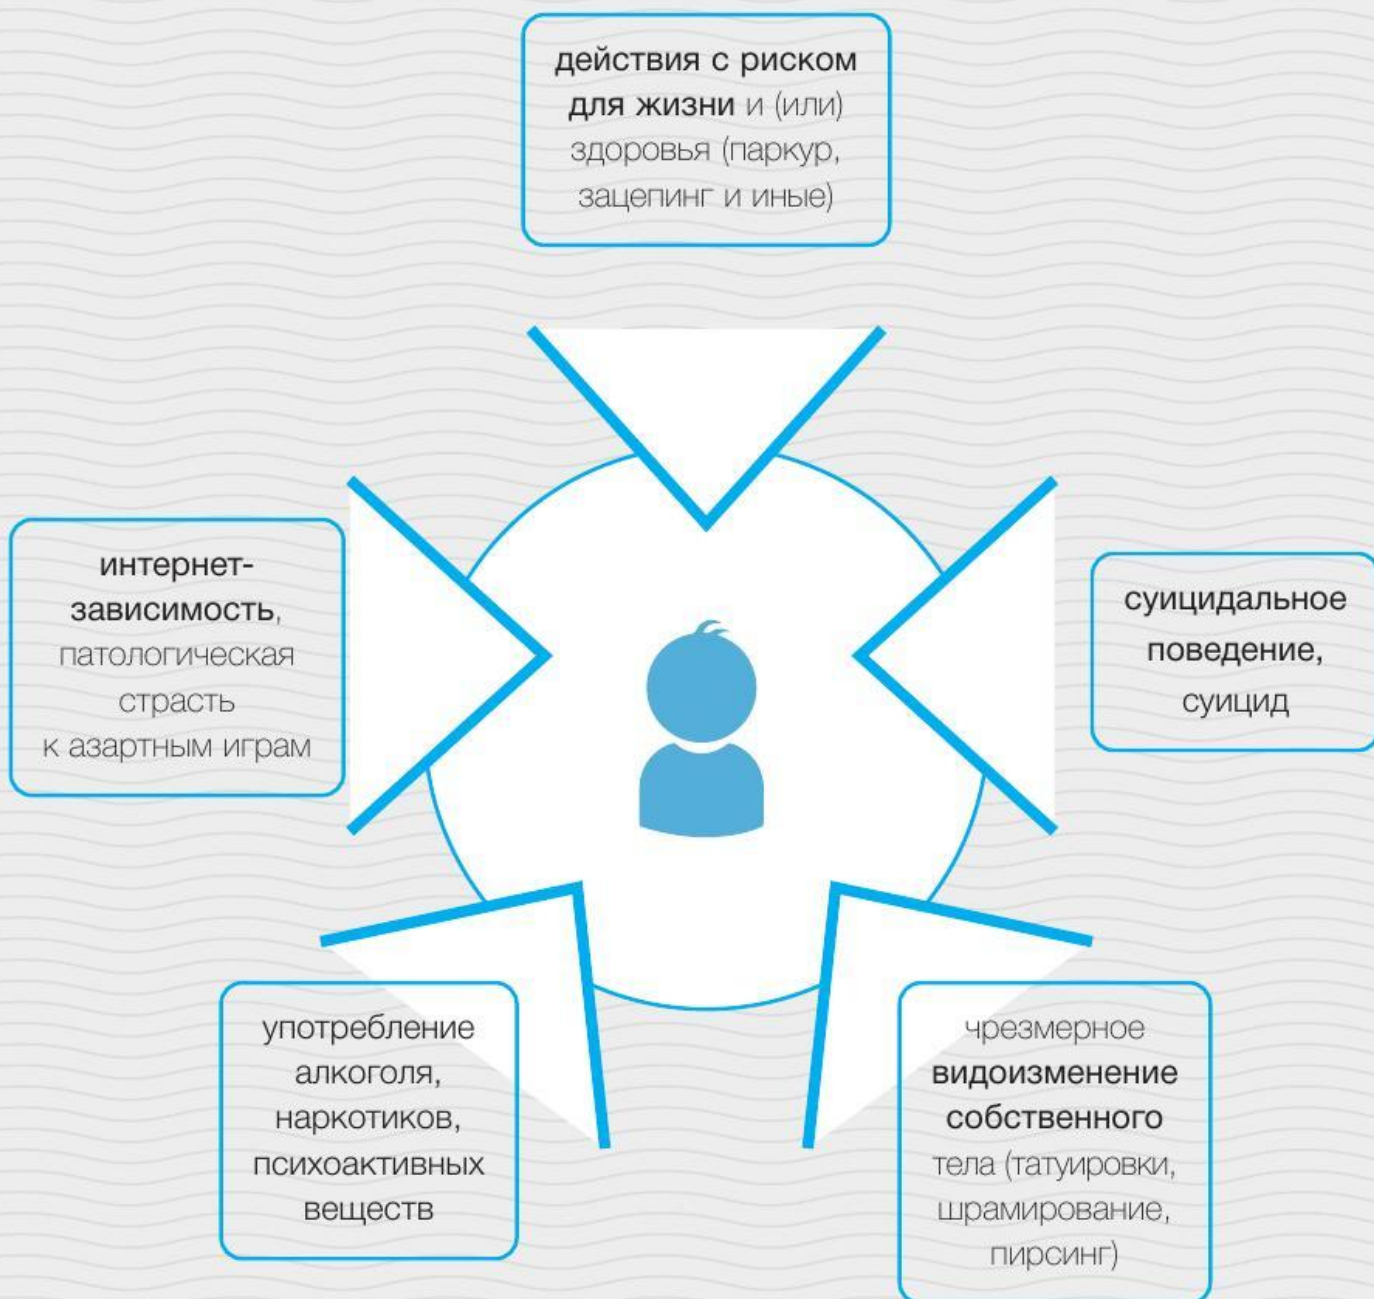 действия с риском
для жизни и (или)
здоровья (паркур,
зацепинг и иные)
интернет-
зависимость,
патологическая
страсть
к азартным играм
суицидальное
поведение,
суицид
употребление
алкоголя,
наркотиков,
психоактивных
веществ
чрезмерное
видоизменение
собственного
тела (татуировки,
шрамирование,
пирсинг)